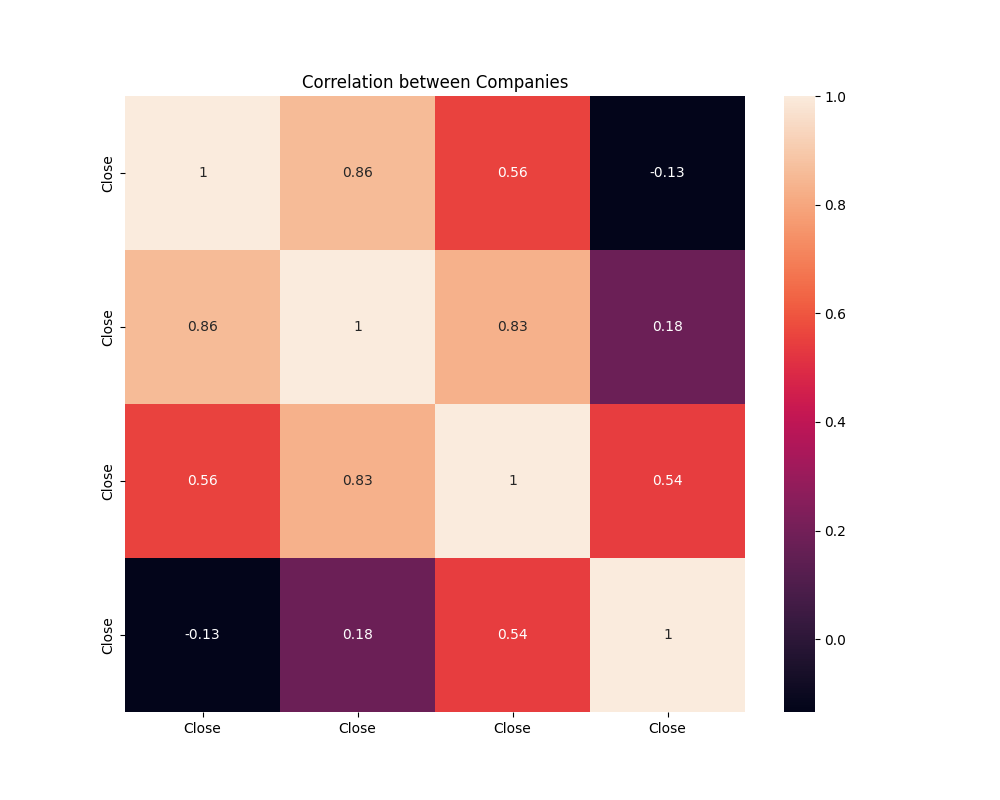 Correlation between Companies
Close 1 0.86 0.56 -0.13 1.0
0.8
Close 0.86 1 0.83 0.18 0.6
0.4
Close 0.56 0.83 1 0.54 0.2
Close -0.13 0.18 0.54 1 0.0
Close Close Close Close